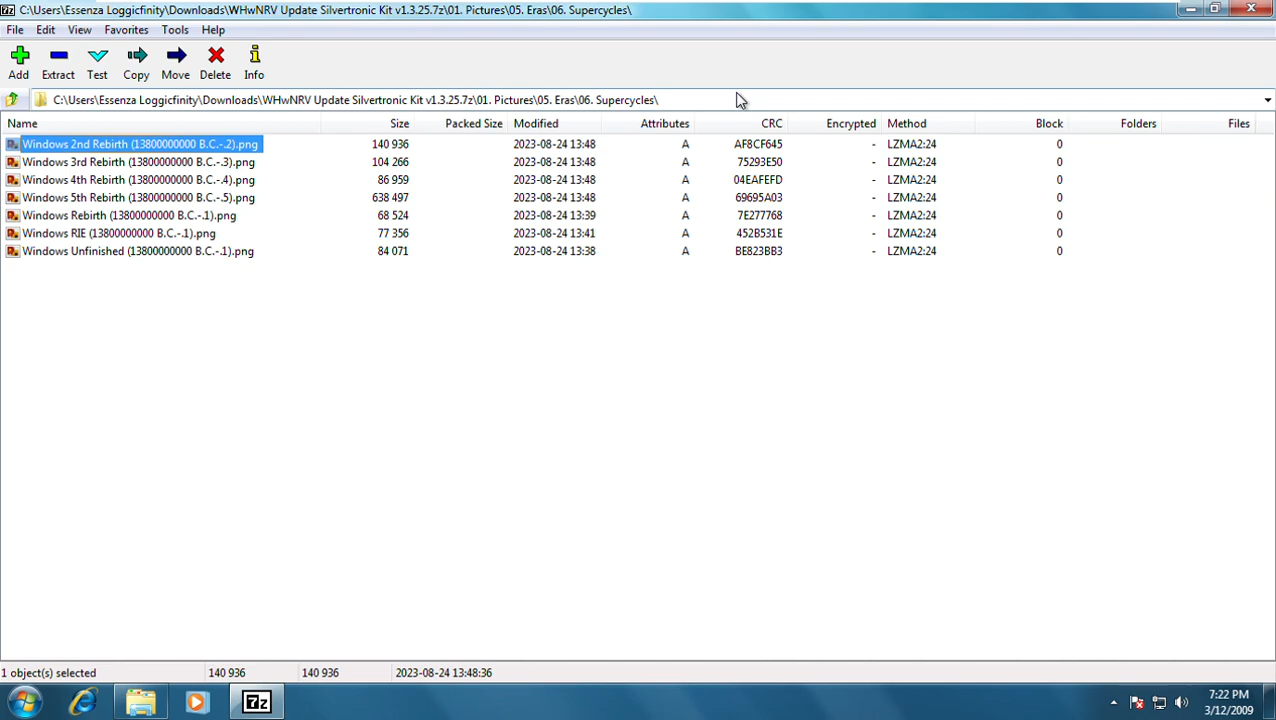 C:\Users\Essenza Loggicfinity\Downloads\WHwNRV Update Silvertronic Kit v1.3.25.7z\01. Pictures\05. Eras\06. Supercycles\
File Edit View Favorites Tools Help
Add Extract Test Copy Move Delete Info
C:\Users\Essenza Loggicfinity\Downloads\WHwNRV Update Silvertronic Kit v1.3.25.7z\01. Pictures\05. Eras\06. Supercycles\
Name Size Packed Size Modified Attributes CRC Encrypted Method Block Folders Files
Windows 2nd Rebirth (13800000000 B.C.-.2).png 140 936 2023-08-24 13:48 A AF8CF645 - LZMA2:24 0
Windows 3rd Rebirth (13800000000 B.C.-.3).png 104 266 2023-08-24 13:48 A 75293E50 - LZMA2:24 0
Windows 4th Rebirth (13800000000 B.C.-.4).png 86 959 2023-08-24 13:48 A 04EAFEFD - LZMA2:24 0
Windows 5th Rebirth (13800000000 B.C.-.5).png 638 497 2023-08-24 13:48 A 69695A03 - LZMA2:24 0
Windows Rebirth (13800000000 B.C.-.1).png 68 524 2023-08-24 13:39 A 7E277768 - LZMA2:24 0
Windows RIE (13800000000 B.C.-.1).png 77 356 2023-08-24 13:41 A 452B531E - LZMA2:24 0
Windows Unfinished (13800000000 B.C.-.1).png 84 071 2023-08-24 13:38 A BE823BB3 - LZMA2:24 0
1 object(s) selected 140 936 140 936 2023-08-24 13:48:36
7z
7:22 PM
3/12/2009